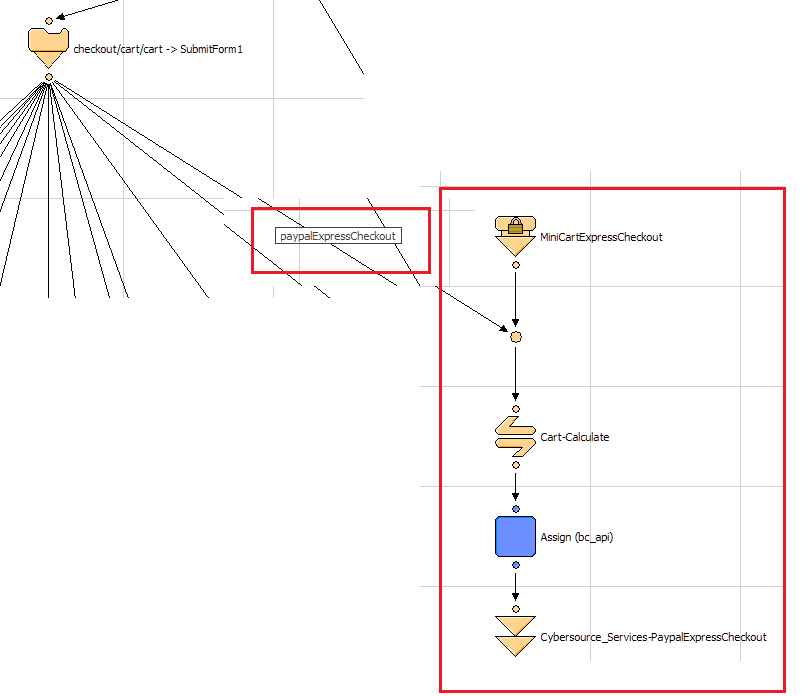 checkout/cart/cart -> SubmitForm1
paypalExpressCheckout
MiniCartExpressCheckout
Cart-Calculate
Assign (bc_api)
Cybersource_Services-PaypalExpressCheckout